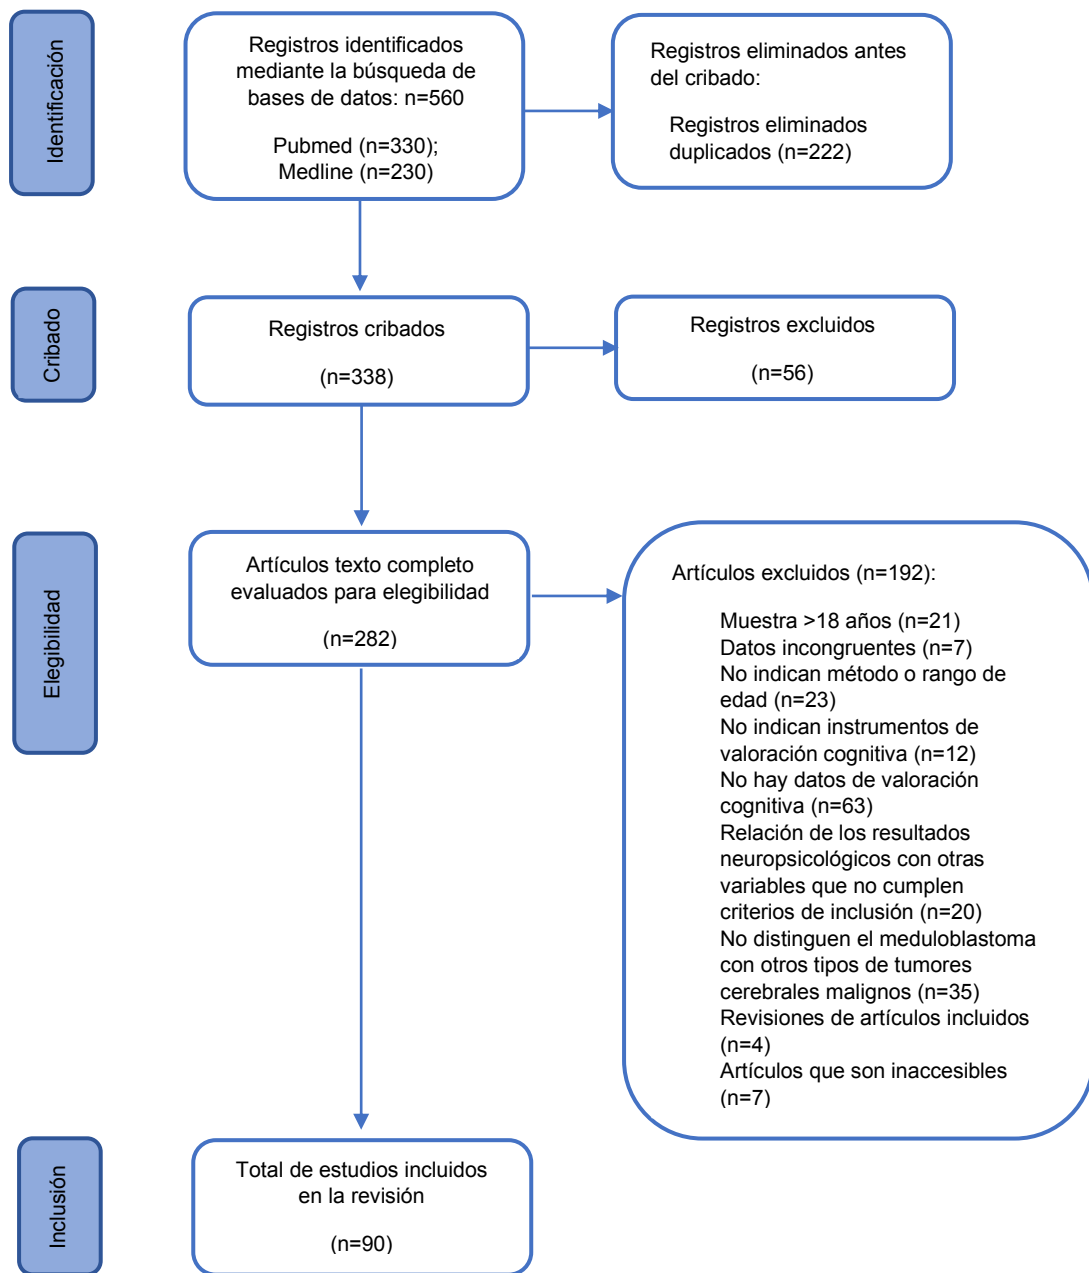 Identificación
Registros identificados
mediante la búsqueda de
bases de datos: n=560
Pubmed (n=330);
Medline (n=230)
Registros eliminados antes
del cribado:
Registros eliminados
duplicados (n=222)
Cribado
Registros cribados
(n=338)
Registros excluidos
(n=56)
Elegibilidad
Artículos texto completo
evaluados para elegibilidad
(n=282)
Artículos excluidos (n=192):
Muestra >18 años (n=21)
Datos incongruentes (n=7)
No indican método o rango de
edad (n=23)
No indican instrumentos de
valoración cognitiva (n=12)
No hay datos de valoración
cognitiva (n=63)
Relación de los resultados
neuropsicológicos con otras
variables que no cumplen
criterios de inclusión (n=20)
No distinguen el meduloblastoma
con otros tipos de tumores
cerebrales malignos (n=35)
Revisiones de artículos incluidos
(n=4)
Artículos que son inaccesibles
(n=7)
Inclusión
Total de estudios incluidos
en la revisión
(n=90)